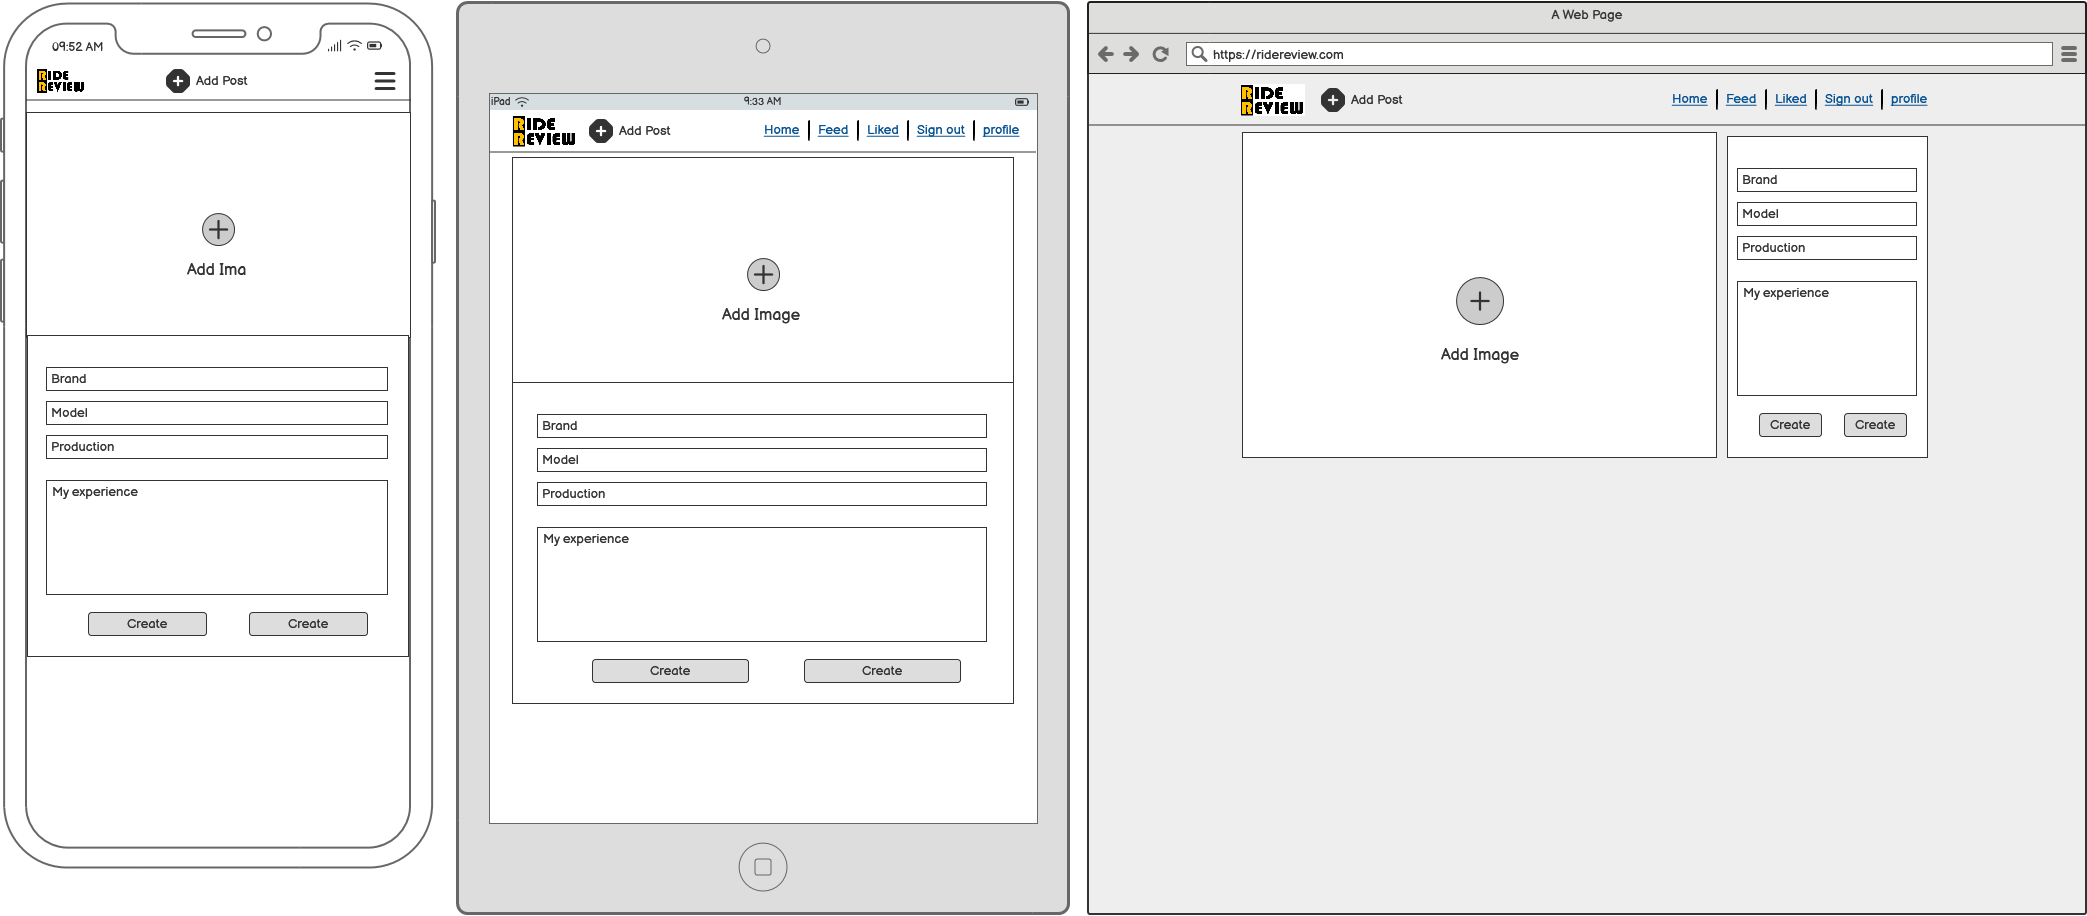 09:52 AM
RIDE
REVIEW
Add Post
Add Ima
Brand
Model
Production
My experience
Create Create
iPad 9:33 AM
RIDE
REVIEW
Add Post
Home Feed Liked Sign out profile
Add Image
Brand
Model
Production
My experience
Create Create
A Web Page
https://ridereview.com
RIDE
REVIEW
Add Post
Home Feed Liked Sign out profile
Add Image
Brand
Model
Production
My experience
Create Create